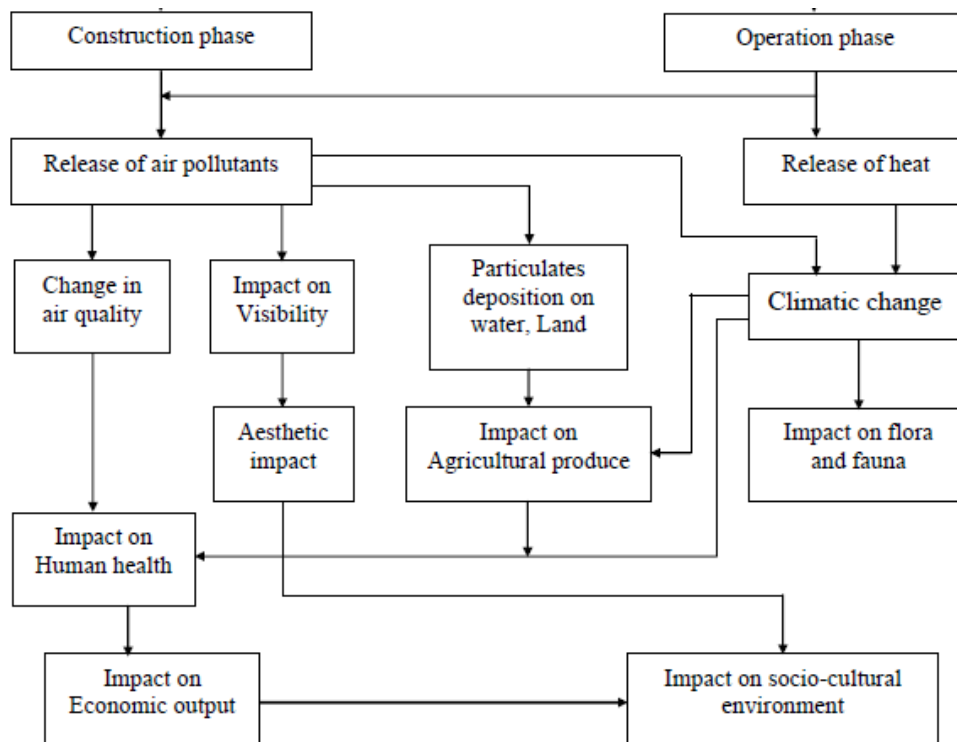 Construction phase
Operation phase
Release of air pollutants
Release of heat
Change in
air quality
Impact on
Visibility
Particulates
deposition on
water, Land
Climatic change
Aesthetic
impact
Impact on
Agricultural produce
Impact on flora
and fauna
Impact on
Human health
Impact on
Economic output
Impact on socio-cultural
environment